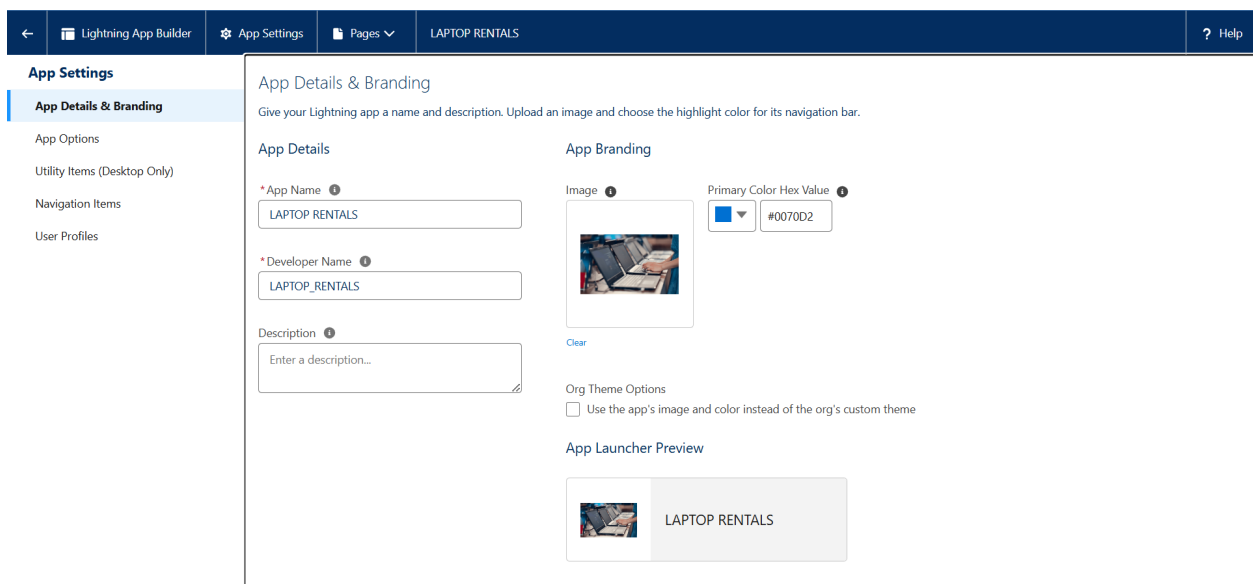 Lightning App Builder App Settings Pages LAPTOP RENTALS ? Help
App Settings
App Details & Branding
App Options
Utility Items (Desktop Only)
Navigation Items
User Profiles
App Details & Branding
Give your Lightning app a name and description. Upload an image and choose the highlight color for its navigation bar.
App Details
*App Name
LAPTOP RENTALS
*Developer Name
LAPTOP_RENTALS
Description
Enter a description...
App Branding
Image
Clear
Primary Color Hex Value
#0070D2
Org Theme Options
Use the app's image and color instead of the org's custom theme
App Launcher Preview
LAPTOP RENTALS